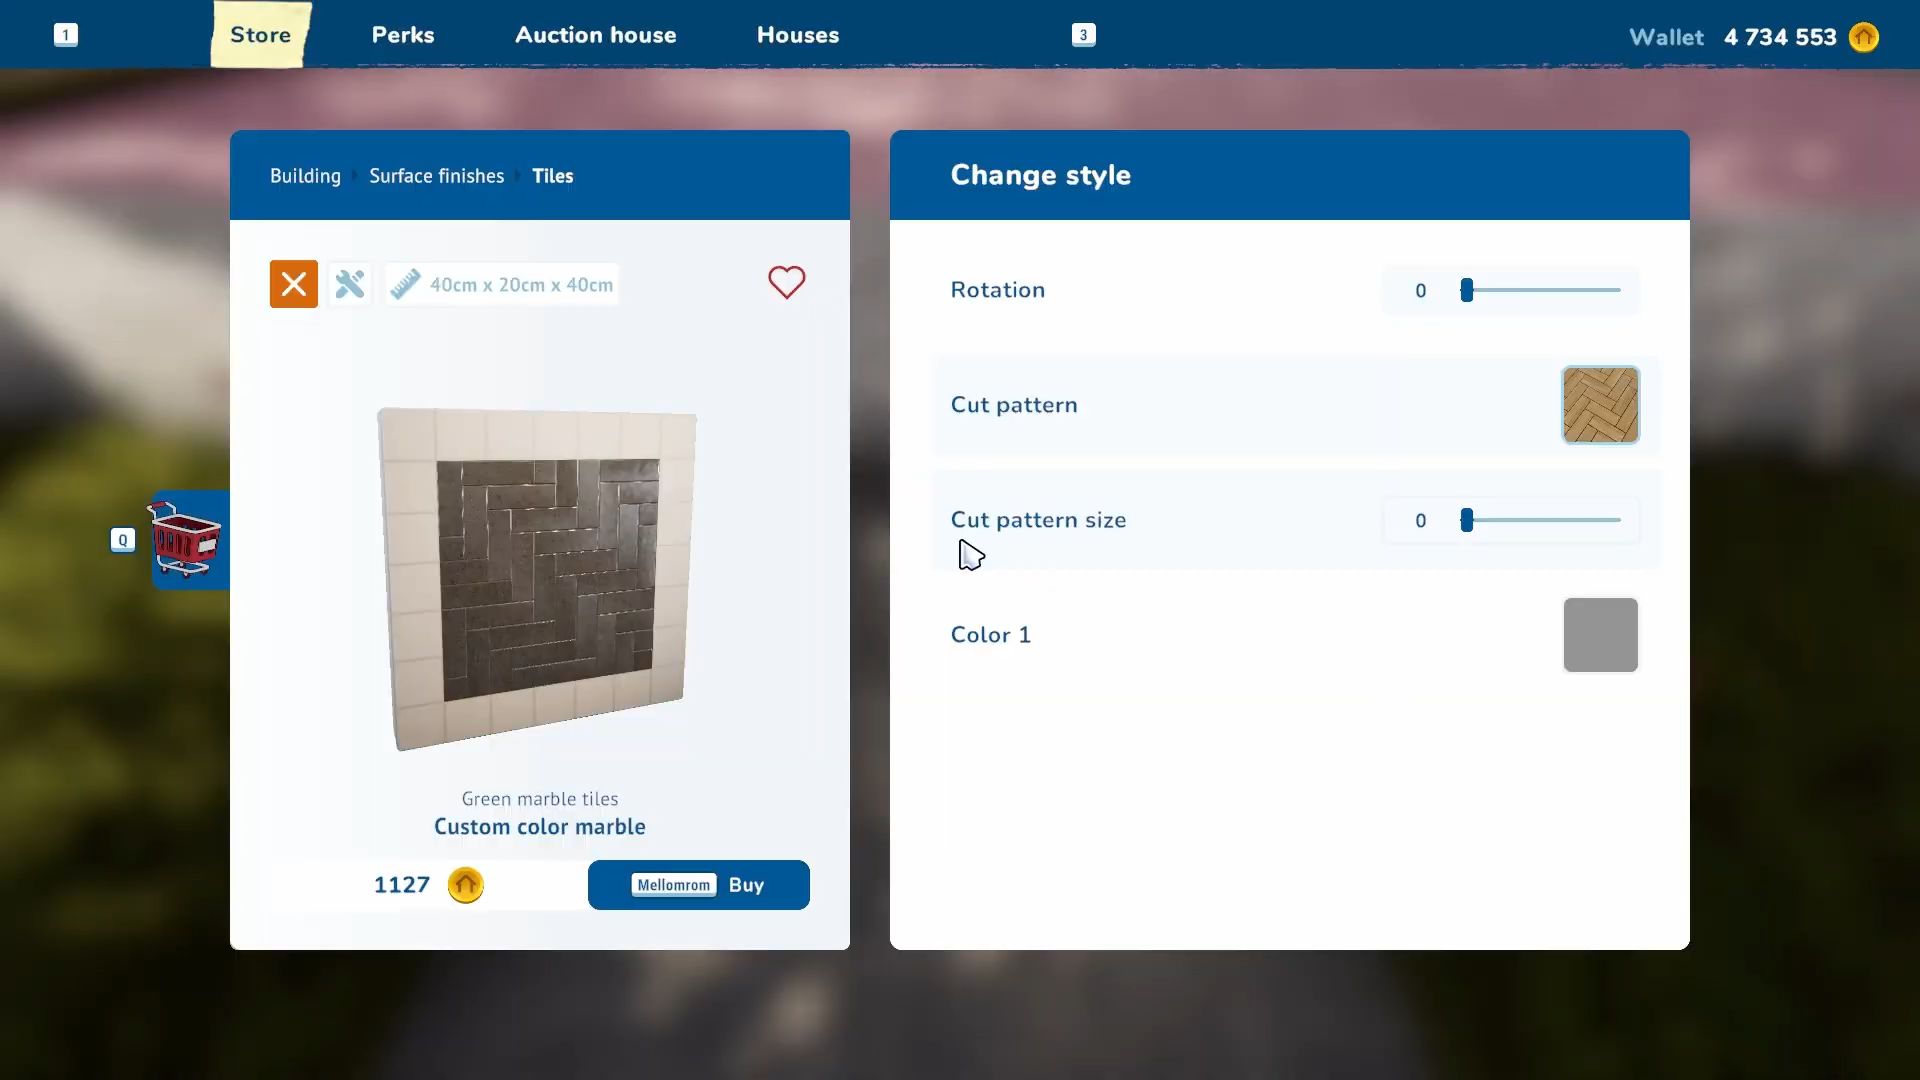 1
Store
Perks
Auction house
Houses
3
Wallet 4 734 553
Building
Surface finishes
Tiles
40cm x 20cm x 40cm
Q
Green marble tiles
Custom color marble
1127
Mellomrom Buy
Change style
Rotation
0
Cut pattern
Cut pattern size
0
Color 1